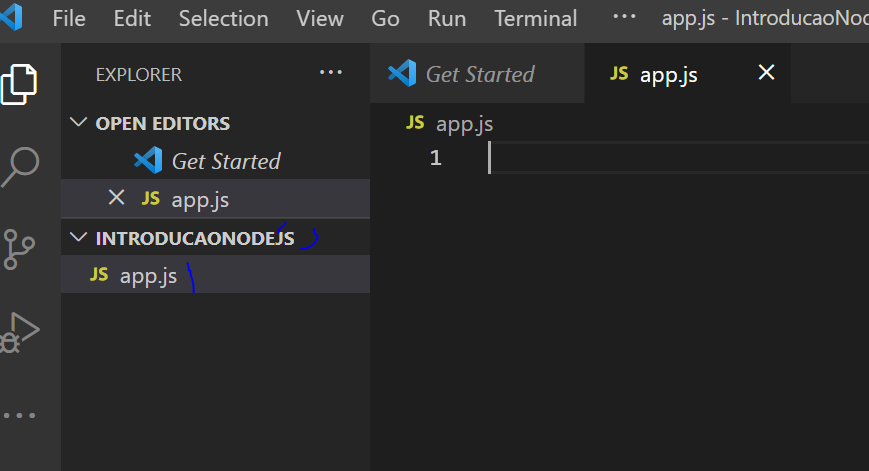 File Edit Selection View Go Run Terminal ··· app.js - IntroducaoNod
EXPLORER ···
Get Started
JS app.js
OPEN EDITORS
Get Started
JS app.js
INTRODUCAONODEJS
JS app.js
JS app.js
1